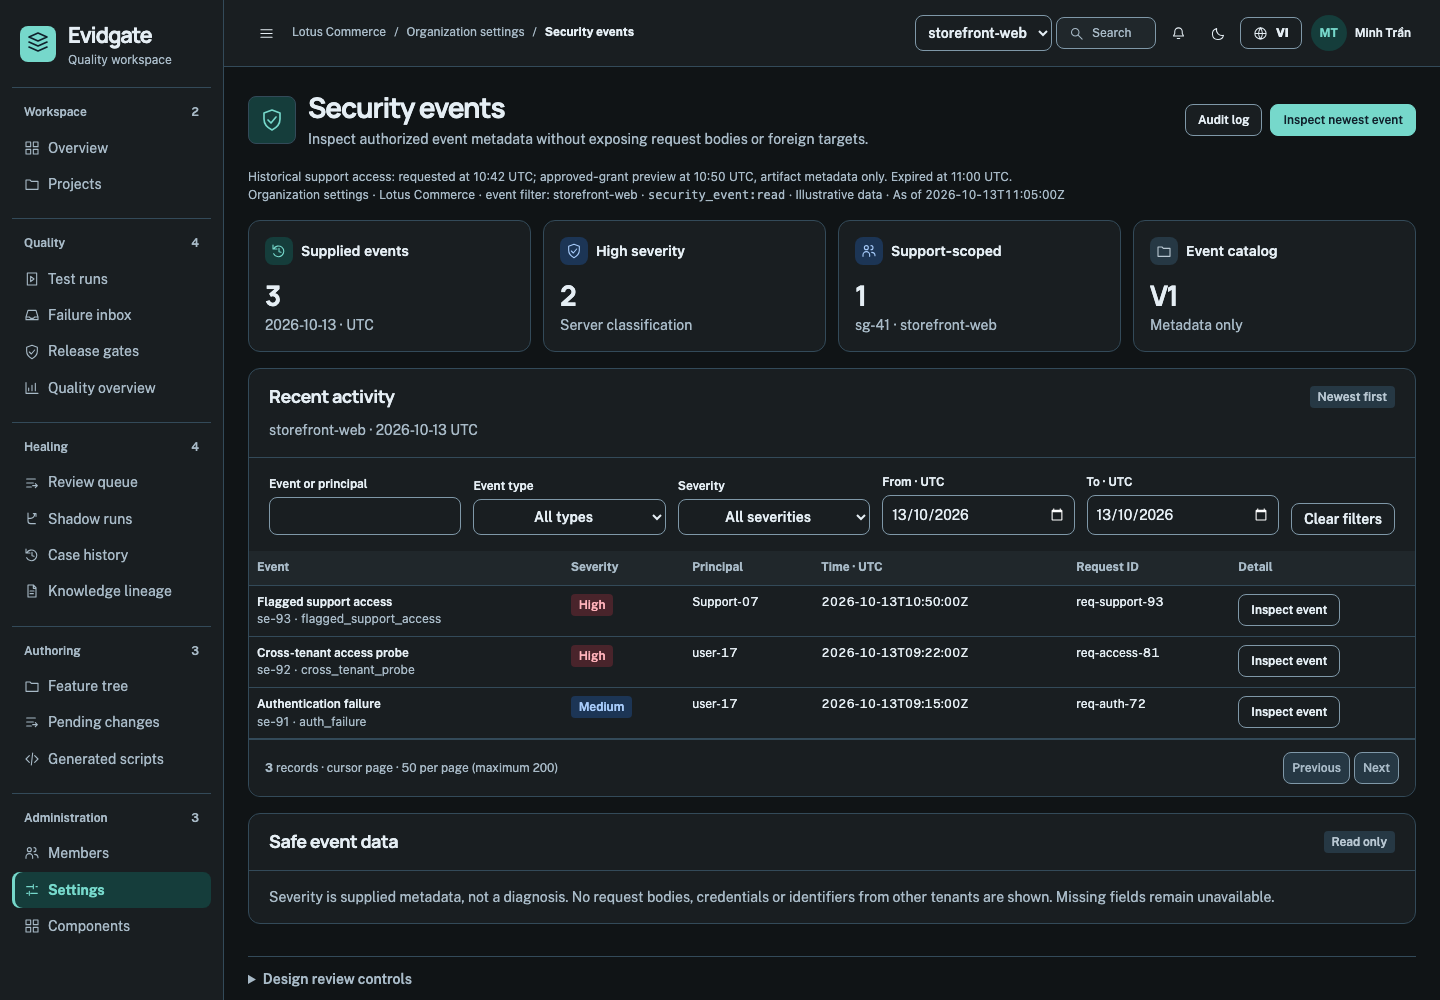 Evidgate
Quality workspace
Workspace 2
Overview
Projects
Quality 4
Test runs
Failure inbox
Release gates
Quality overview
Healing 4
Review queue
Shadow runs
Case history
Knowledge lineage
Authoring 3
Feature tree
Pending changes
Generated scripts
Administration 3
Members
Settings
Components
Lotus Commerce / Organization settings / Security events
storefront-web
Search
VI
MT
Minh Trần
Security events
Inspect authorized event metadata without exposing request bodies or foreign targets.
Audit log
Inspect newest event
Historical support access: requested at 10:42 UTC; approved-grant preview at 10:50 UTC, artifact metadata only. Expired at 11:00 UTC.
Organization settings · Lotus Commerce · event filter: storefront-web · security_event:read · Illustrative data · As of 2026-10-13T11:05:00Z
Supplied events
3
2026-10-13 · UTC
High severity
2
Server classification
Support-scoped
1
sg-41 · storefront-web
Event catalog
V1
Metadata only
Recent activity
Newest first
storefront-web · 2026-10-13 UTC
Event or principal
Event type
All types
Severity
All severities
From · UTC
13/10/2026
To · UTC
13/10/2026
Clear filters
Event Severity Principal Time · UTC Request ID Detail
Flagged support access High Support-07 2026-10-13T10:50:00Z req-support-93 Inspect event
se-93 · flagged_support_access
Cross-tenant access probe High user-17 2026-10-13T09:22:00Z req-access-81 Inspect event
se-92 · cross_tenant_probe
Authentication failure Medium user-17 2026-10-13T09:15:00Z req-auth-72 Inspect event
se-91 · auth_failure
3 records · cursor page · 50 per page (maximum 200)
Previous
Next
Safe event data
Read only
Severity is supplied metadata, not a diagnosis. No request bodies, credentials or identifiers from other tenants are shown. Missing fields remain unavailable.
Design review controls